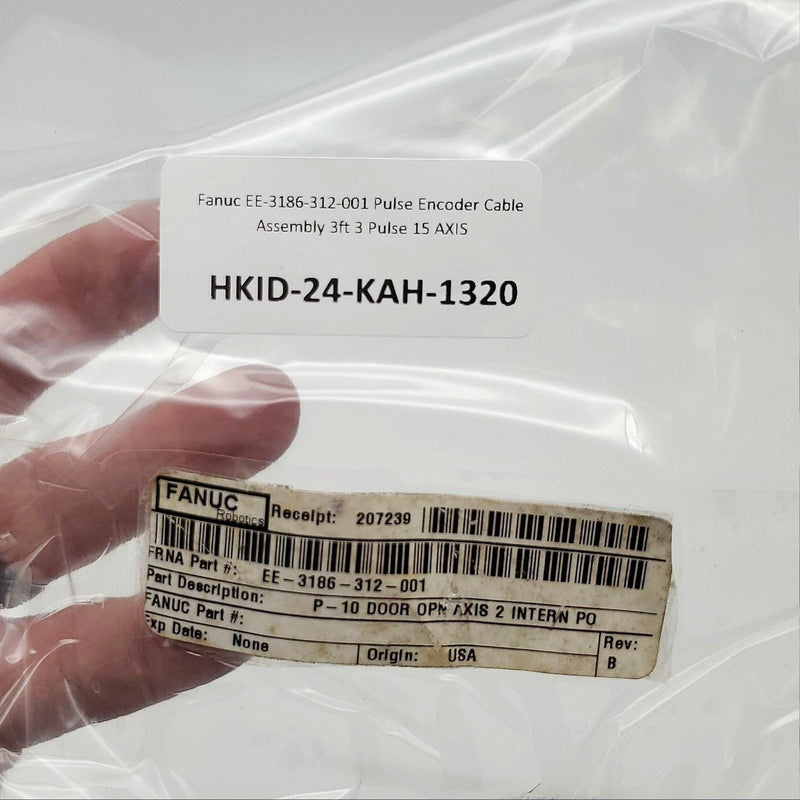 Fanuc EE-3186-312-001 Pulse Encoder Cable
Assembly 3ft 3 Pulse 15 AXIS
HKID-24-KAH-1320
FANUC
Robotics
Receipt: 207239
FRNA Part #: EE-3186-312-001
Part Description: P-10 DOOR OPN AXIS 2 INTERN PO
FANUC Part #:
Exp Date: None
Origin: USA
Rev:
B